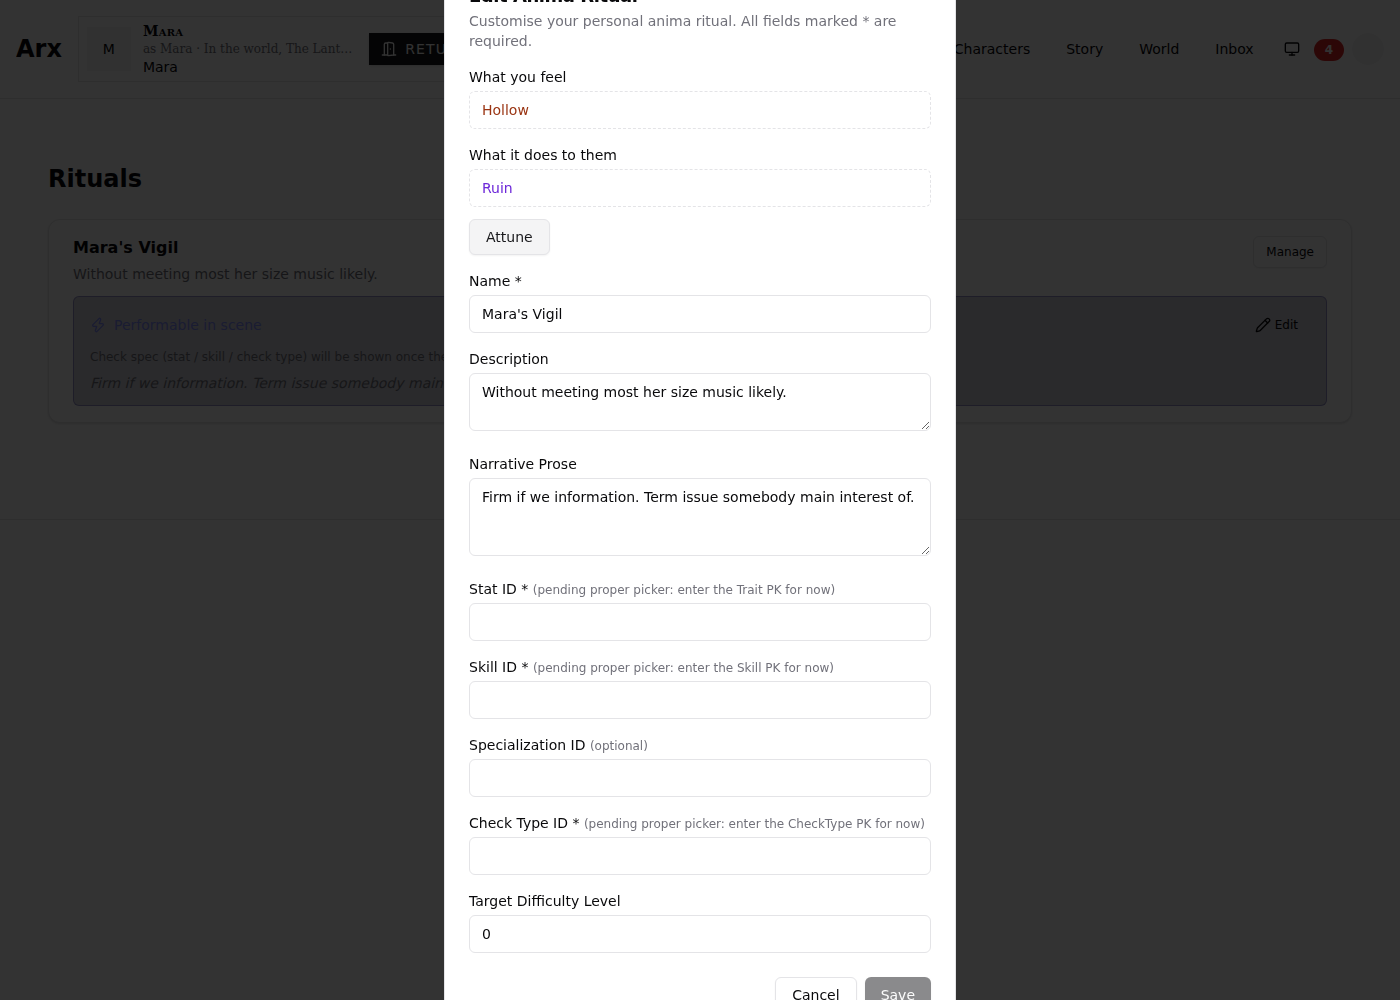 Edit Anima Ritual
Customise your personal anima ritual. All fields marked * are
required.
Arx
M
Mara
as Mara · In the world, The Lant...
Mara
RETU
Characters
Story
World
Inbox
4
What you feel
Hollow
What it does to them
Ruin
Attune
Rituals
Mara's Vigil
Without meeting most her size music likely.
Manage
Performable in scene
Edit
Check spec (stat / skill / check type) will be shown once the
Firm if we information. Term issue somebody main
Name *
Mara's Vigil
Description
Without meeting most her size music likely.
Narrative Prose
Firm if we information. Term issue somebody main interest of.
Stat ID * (pending proper picker: enter the Trait PK for now)
Skill ID * (pending proper picker: enter the Skill PK for now)
Specialization ID (optional)
Check Type ID * (pending proper picker: enter the CheckType PK for now)
Target Difficulty Level
0
Cancel
Save